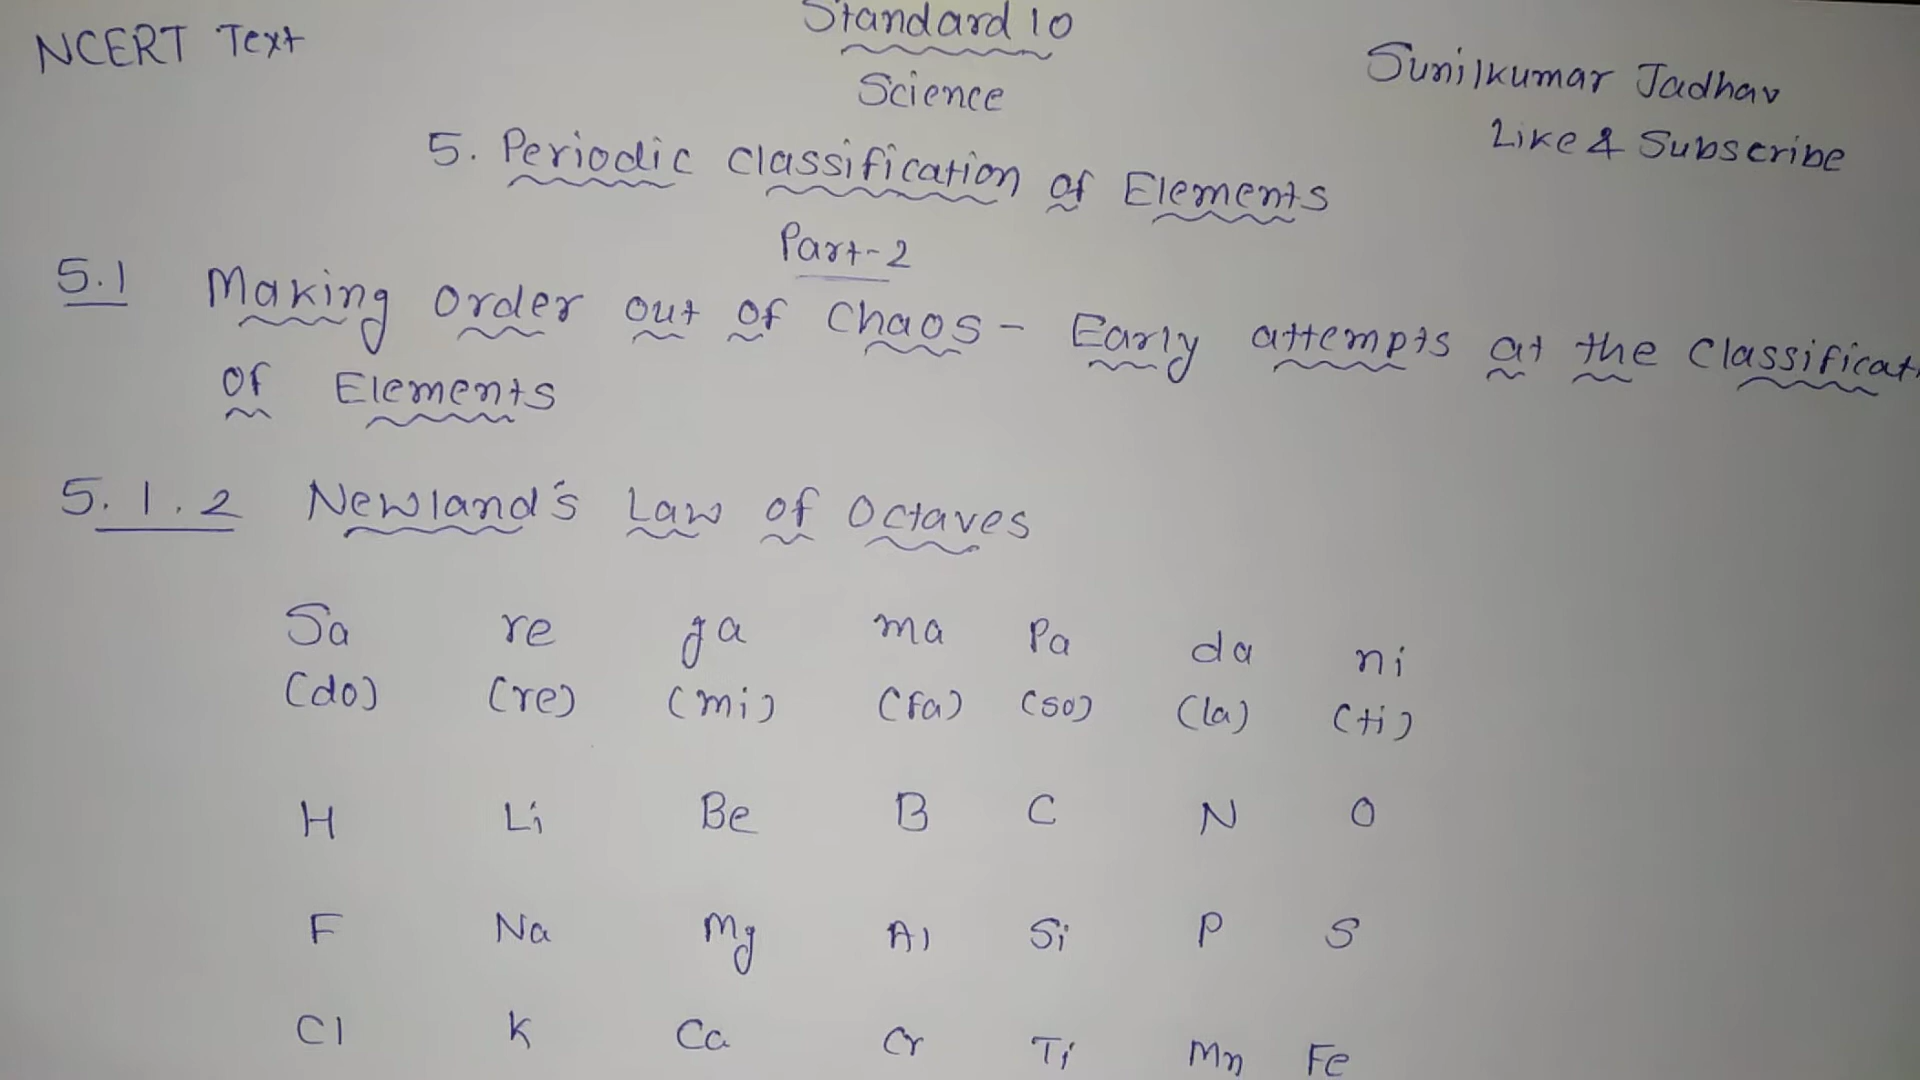 NCERT Text
Standard 10
Science
Sunilkumar Jadhav
Like & Subscribe
5. Periodic Classification of Elements
Part-2
5.1 Making Order out of Chaos - Early attempts at the Classificat
of Elements
5.1.2 Newland's Law of Octaves
Sa re ga ma Pa da ni
(do) (re) (mi) (fa) (so) (la) (ti)
H Li Be B C N O
F Na Mg Al Si P S
Cl K Ca Cr Ti Mn Fe